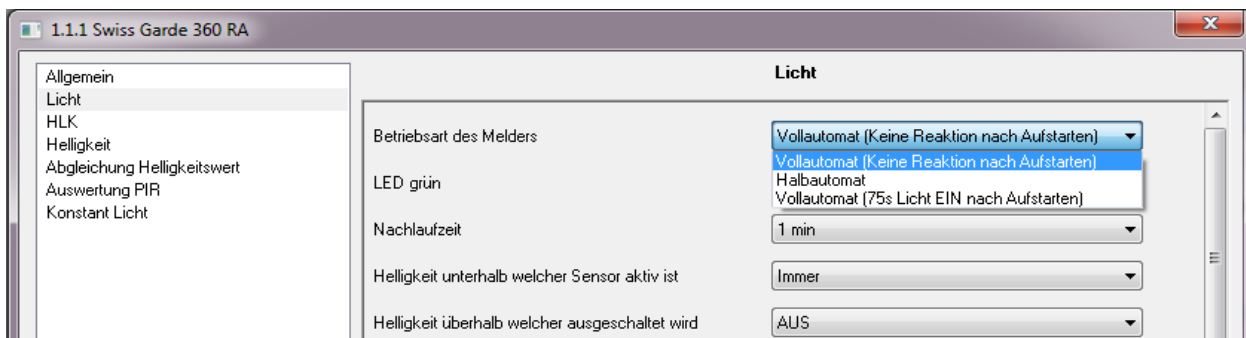 1.1.1 Swiss Garde 360 RA
Allgemein
Licht
HLK
Helligkeit
Abgleichung Helligkeitswert
Auswertung PIR
Konstant Licht
Licht
Betriebsart des Melders
Vollautomat (Keine Reaktion nach Aufstarten)
Vollautomat (Keine Reaktion nach Aufstarten)
Halbautomat
Vollautomat (75s Licht EIN nach Aufstarten)
LED grün
Nachlaufzeit
1 min
Helligkeit unterhalb welcher Sensor aktiv ist
Immer
Helligkeit überhalb welcher ausgeschaltet wird
AUS